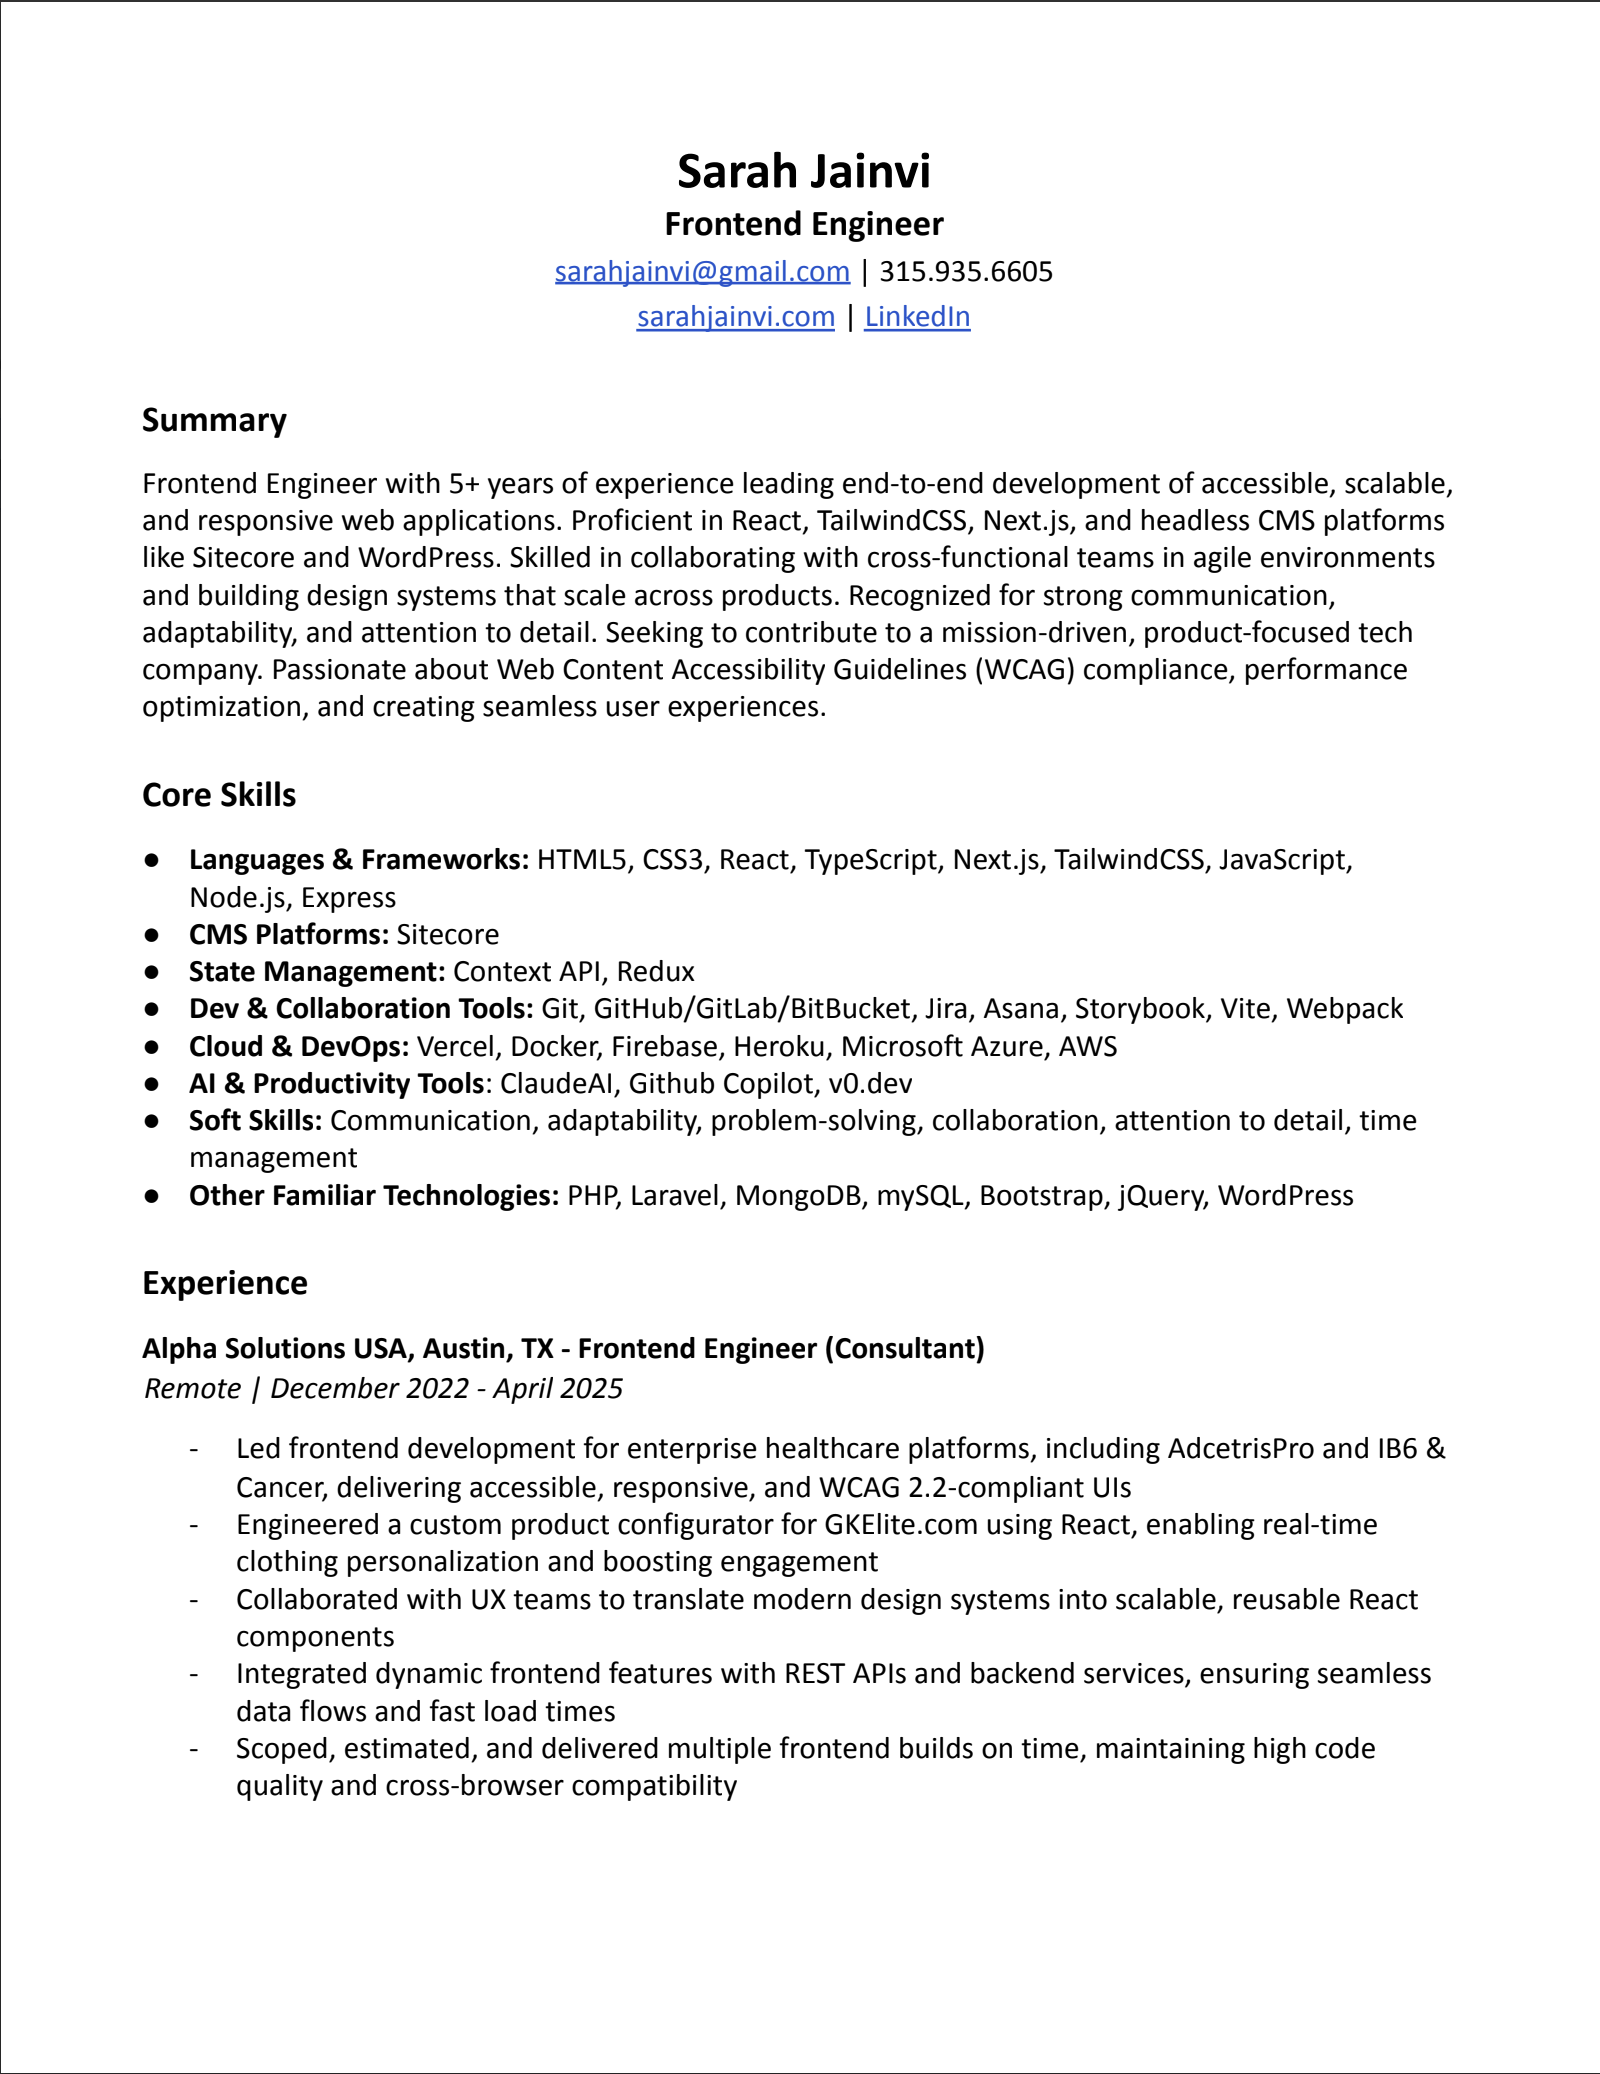 Sarah Jainvi
Frontend Engineer
sarahjainvi@gmail.com | 315.935.6605
sarahjainvi.com | LinkedIn
Summary
Frontend Engineer with 5+ years of experience leading end-to-end development of accessible, scalable,
and responsive web applications. Proficient in React, TailwindCSS, Next.js, and headless CMS platforms
like Sitecore and WordPress. Skilled in collaborating with cross-functional teams in agile environments
and building design systems that scale across products. Recognized for strong communication,
adaptability, and attention to detail. Seeking to contribute to a mission-driven, product-focused tech
company. Passionate about Web Content Accessibility Guidelines (WCAG) compliance, performance
optimization, and creating seamless user experiences.
Core Skills
● Languages & Frameworks: HTML5, CSS3, React, TypeScript, Next.js, TailwindCSS, JavaScript,
Node.js, Express
● CMS Platforms: Sitecore
● State Management: Context API, Redux
● Dev & Collaboration Tools: Git, GitHub/GitLab/BitBucket, Jira, Asana, Storybook, Vite, Webpack
● Cloud & DevOps: Vercel, Docker, Firebase, Heroku, Microsoft Azure, AWS
● AI & Productivity Tools: ClaudeAI, Github Copilot, v0.dev
● Soft Skills: Communication, adaptability, problem-solving, collaboration, attention to detail, time
management
● Other Familiar Technologies: PHP, Laravel, MongoDB, mySQL, Bootstrap, jQuery, WordPress
Experience
Alpha Solutions USA, Austin, TX - Frontend Engineer (Consultant)
Remote | December 2022 - April 2025
- Led frontend development for enterprise healthcare platforms, including AdcetrisPro and IB6 &
Cancer, delivering accessible, responsive, and WCAG 2.2-compliant UIs
- Engineered a custom product configurator for GKElite.com using React, enabling real-time
clothing personalization and boosting engagement
- Collaborated with UX teams to translate modern design systems into scalable, reusable React
components
- Integrated dynamic frontend features with REST APIs and backend services, ensuring seamless
data flows and fast load times
- Scoped, estimated, and delivered multiple frontend builds on time, maintaining high code
quality and cross-browser compatibility